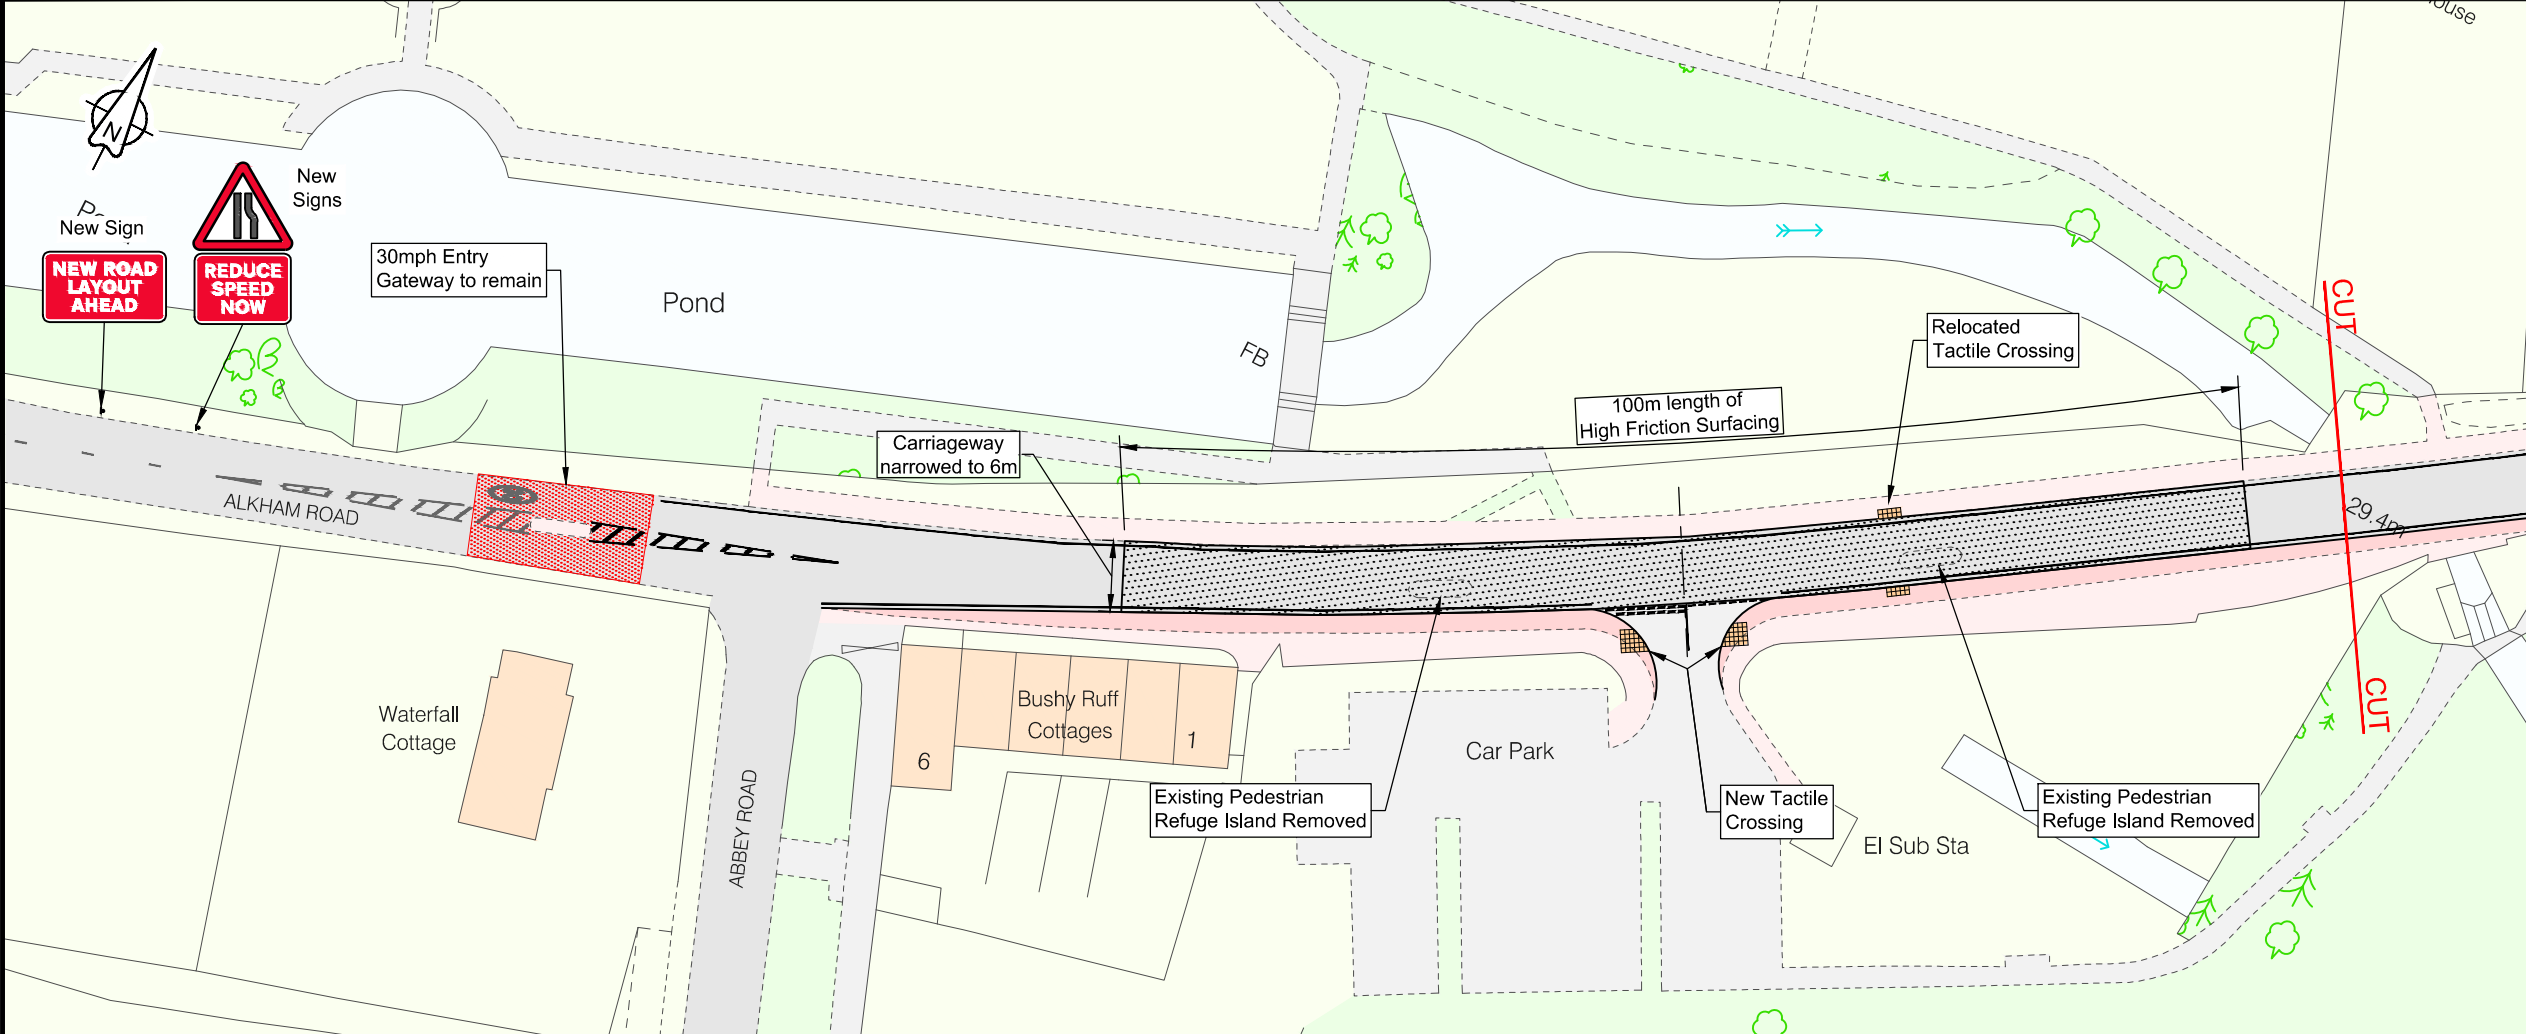 N
New
Signs
New Sign
NEW ROAD
LAYOUT
AHEAD
REDUCE
SPEED
NOW
30mph Entry
Gateway to remain
Pond
FB
Relocated
Tactile Crossing
CUT
100m length of
High Friction Surfacing
Carriageway
narrowed to 6m
ALKHAM ROAD
29.4m
Waterfall
Cottage
Bushy Ruff
Cottages
6
1
ABBEY ROAD
Car Park
CUT
Existing Pedestrian
Refuge Island Removed
New Tactile
Crossing
El Sub Sta
Existing Pedestrian
Refuge Island Removed